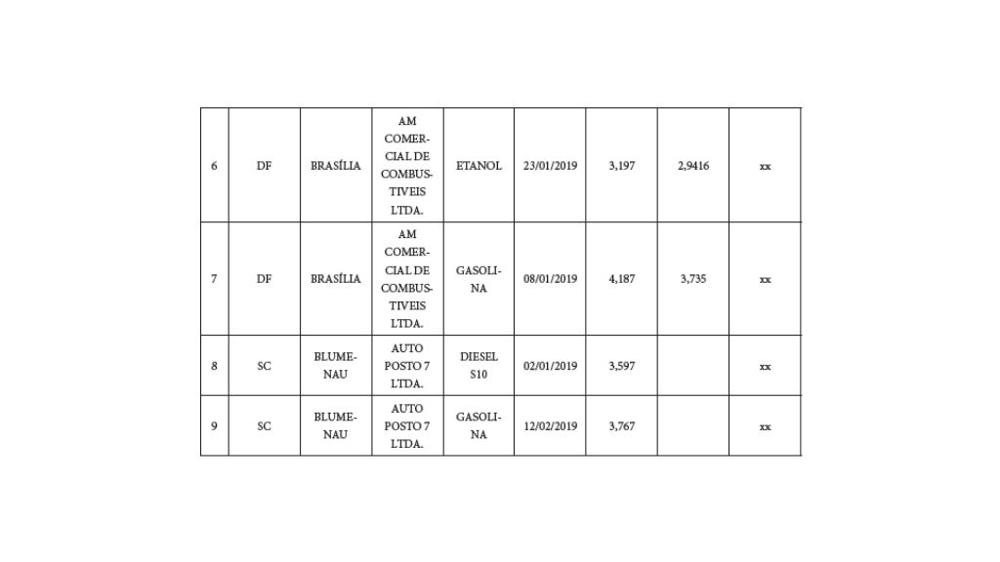 6 DF BRASÍLIA AM COMER-CIAL DE COMBUS-TIVEIS LTDA. ETANOL 23/01/2019 3,197 2,9416 xx
7 DF BRASÍLIA AM COMER-CIAL DE COMBUS-TIVEIS LTDA. GASOLI-NA 08/01/2019 4,187 3,735 xx
8 SC BLUME-NAU AUTO POSTO 7 LTDA. DIESEL S10 02/01/2019 3,597 xx
9 SC BLUME-NAU AUTO POSTO 7 LTDA. GASOLI-NA 12/02/2019 3,767 xx